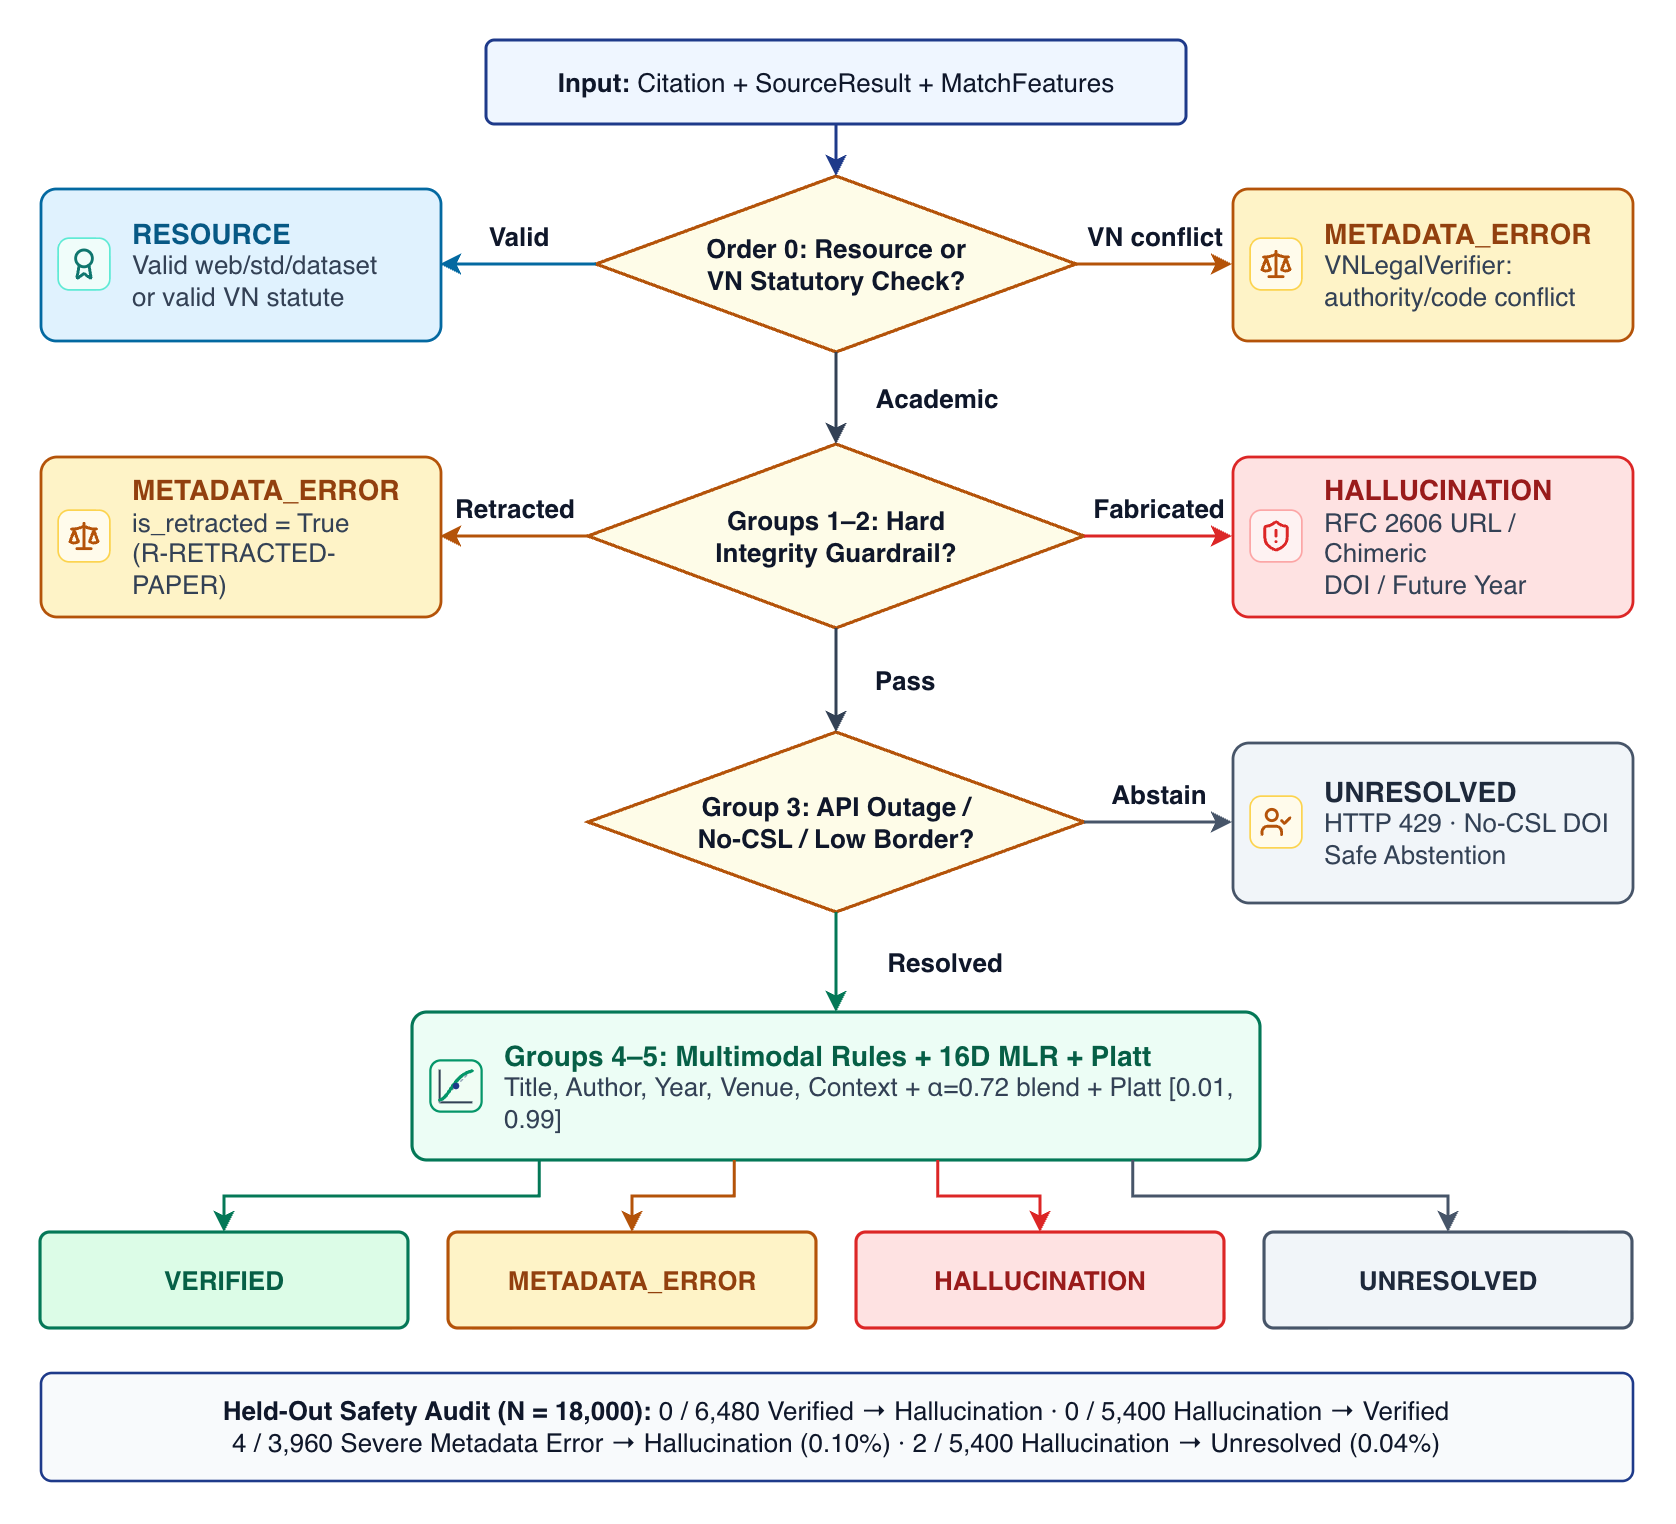 Input: Citation + SourceResult + MatchFeatures
RESOURCE
Valid web/std/dataset
or valid VN statute
Valid
Order 0: Resource or
VN Statutory Check?
VN conflict
METADATA_ERROR
VNLegalVerifier:
authority/code conflict
Academic
METADATA_ERROR
is_retracted = True
(R-RETRACTED-
PAPER)
Retracted
Groups 1–2: Hard
Integrity Guardrail?
Fabricated
HALLUCINATION
RFC 2606 URL /
Chimeric
DOI / Future Year
Pass
Group 3: API Outage /
No-CSL / Low Border?
Abstain
UNRESOLVED
HTTP 429 · No-CSL DOI
Safe Abstention
Resolved
Groups 4–5: Multimodal Rules + 16D MLR + Platt
Title, Author, Year, Venue, Context + α=0.72 blend + Platt [0.01,
0.99]
VERIFIED
METADATA_ERROR
HALLUCINATION
UNRESOLVED
Held-Out Safety Audit (N = 18,000): 0 / 6,480 Verified → Hallucination · 0 / 5,400 Hallucination → Verified
4 / 3,960 Severe Metadata Error → Hallucination (0.10%) · 2 / 5,400 Hallucination → Unresolved (0.04%)